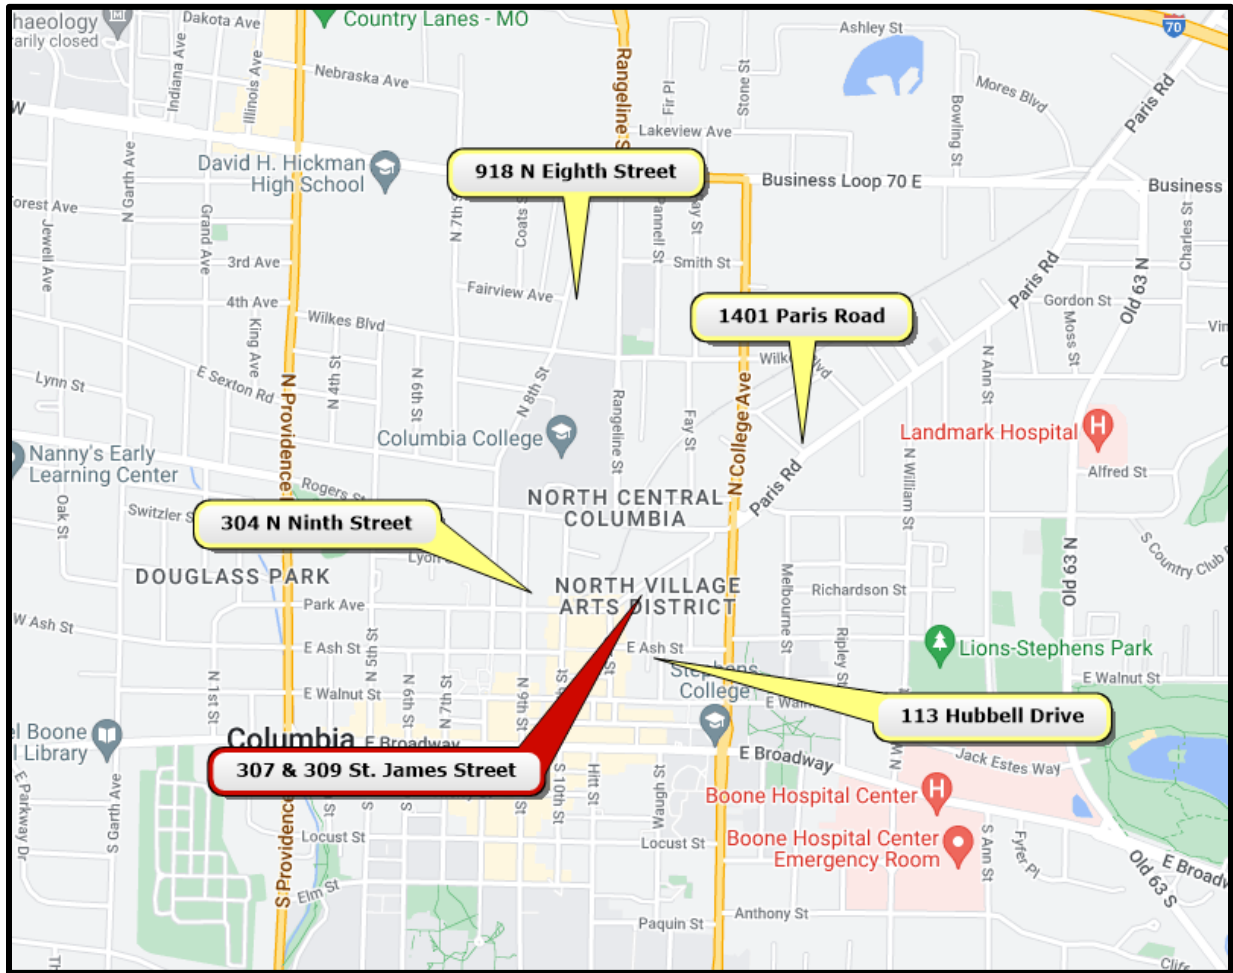 haeology
rarily closed
Dakota Ave
Country Lanes - MO
Ashley St
70
Indiana Ave
Illinois Ave
Nebraska Ave
Rangeline S
Fir Pl
Stone St
Mores Blvd
Bowling St
Paris Rd
W
Lakeview Ave
N Garth Ave
David H. Hickman
High School
918 N Eighth Street
Business Loop 70 E
Business
orest Ave
Jewell Ave
Grand Ave
N 7th St
Coats S
Pannell St
ay St
Charles St
3rd Ave
Smith St
Paris Rd
Old 63 N
4th Ave
Fairview Ave
Gordon St
1401 Paris Road
King Ave
Wilkes Blvd
Moss St
Vir
N 4th St
N 6th St
Wilkes Blvd
N Ann St
Lynn St
E Sexton Rd
N Providence
N 8th St
Rangeline St
Fay St
N College Ave
Columbia College
Landmark Hospital
Nanny's Early
Learning Center
Paris Rd
N William St
Alfred St
Rogers St
Oak St
Switzler S
NORTH CENTRAL
COLUMBIA
304 N Ninth Street
S Country Club
Old 63 N
Lyon
DOUGLASS PARK
NORTH VILLAGE
ARTS DISTRICT
Melbourne St
Richardson St
Park Ave
W Ash St
E Ash St
N 5th St
E Ash St
Ripley St
Lions-Stephens Park
N 1st St
E Walnut St
N 6th St
N 7th St
N 9th St
Stephens
College
E Waln
E Walnut St
113 Hubbell Drive
el Boone
l Library
Columbia
E Broadway
E Broadway
Jack Estes Way
307 & 309 St. James Street
E Parkway Dr
S Garth Ave
S Providence
S 10th St
Hitt St
Waugh St
Boone Hospital Center
Locust St
Locust St
Boone Hospital Center
Emergency Room
S Ann St
Fyfer Pl
Old 63 S
E Broadw
Elm St
Paquin St
Anthony St
Cliff